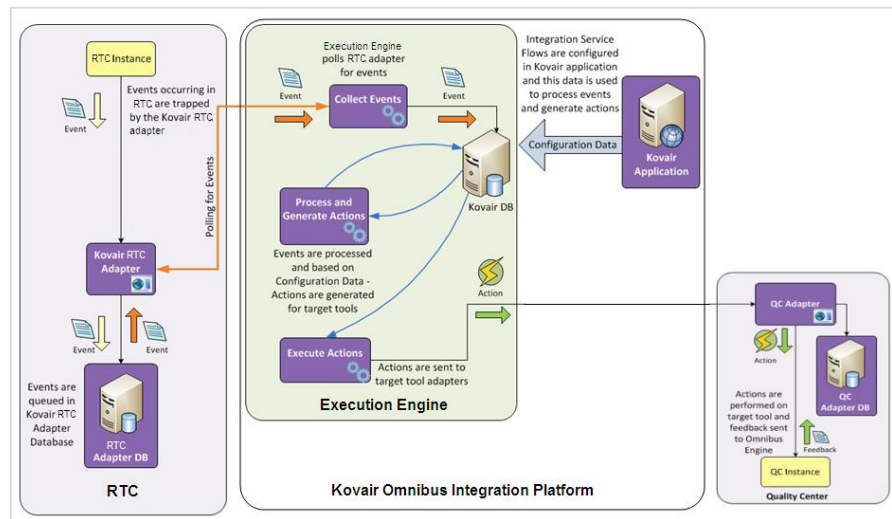 RTC Instance
Event
Events occurring in
RTC are trapped
by the Kovair RTC
adapter
Polling for Events
Kovair RTC
Adapter
Event
Event
Events are
queued in
Kovair RTC
Adapter
Database
RTC
Adapter DB
RTC
Execution Engine
polls RTC adapter
for events
Event
Collect Events
Event
Kovair DB
Process and
Generate Actions
Events are processed
and based on
Configuration Data -
Actions are generated
for target tools
Execute Actions
Actions are sent to
target tool adapters
Execution Engine
Integration Service
Flows are configured
in Kovair application
and this data is used
to process events
and generate actions
Configuration Data
Kovair
Application
Action
Kovair Omnibus Integration Platform
QC Adapter
Action
QC
Adapter DB
Actions are
performed on
target tool and
feedback sent
to Omnibus
Engine
Feedback
QC Instance
Quality Center